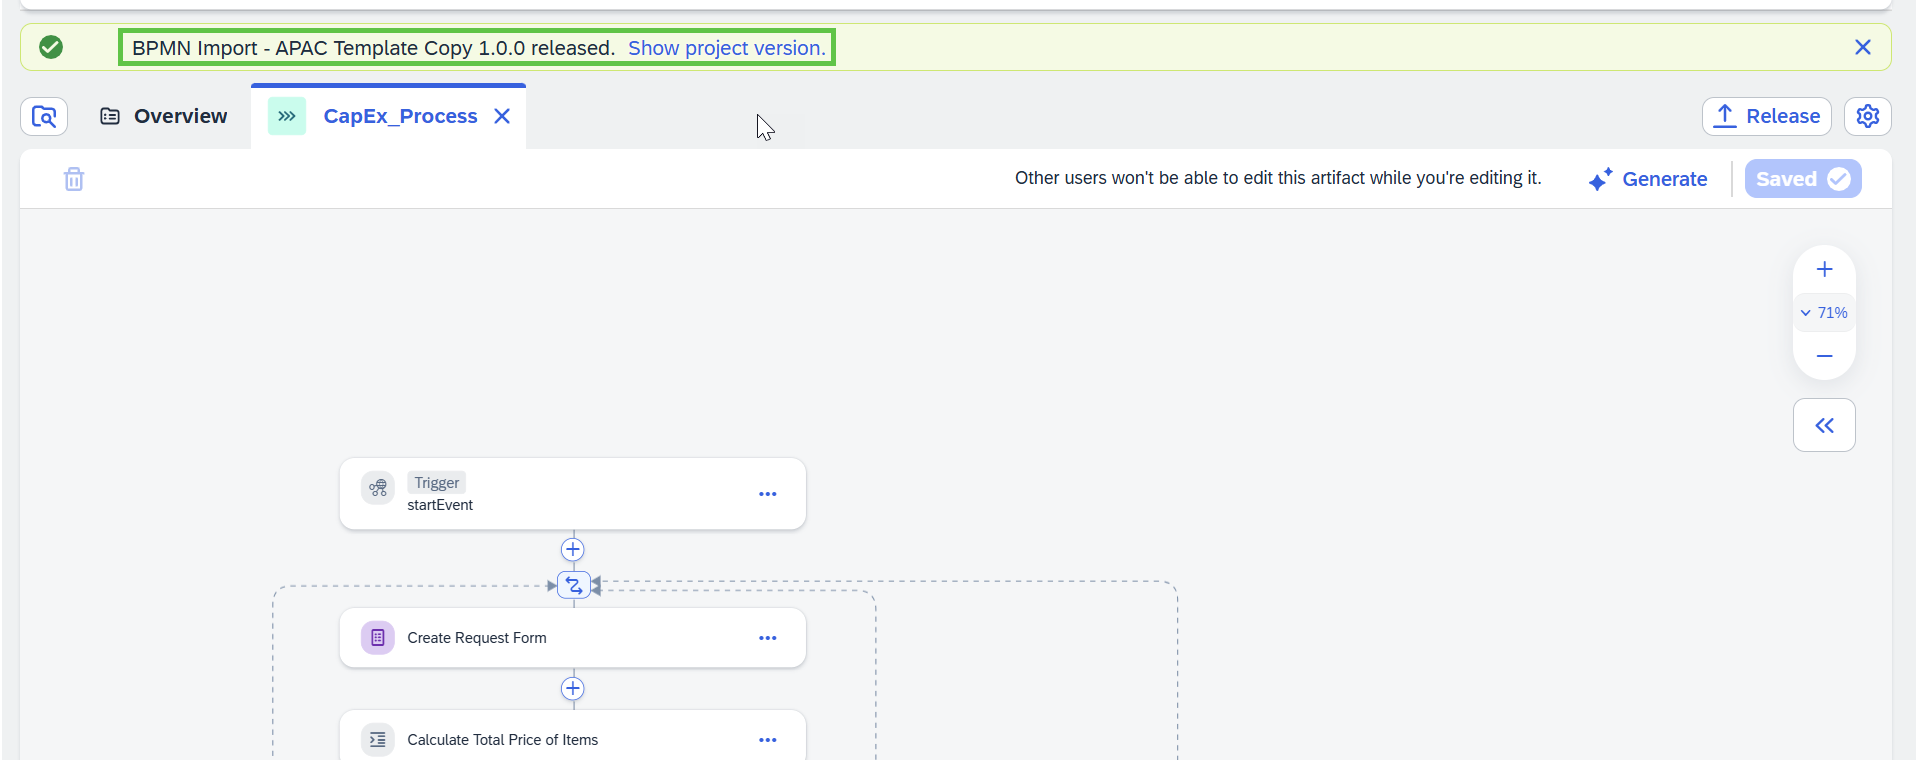 BPMN Import - APAC Template Copy 1.0.0 released. Show project version.
Overview
CapEx_Process
Release
Other users won't be able to edit this artifact while you're editing it.
Generate
Saved
71%
Trigger
startEvent
Create Request Form
Calculate Total Price of Items